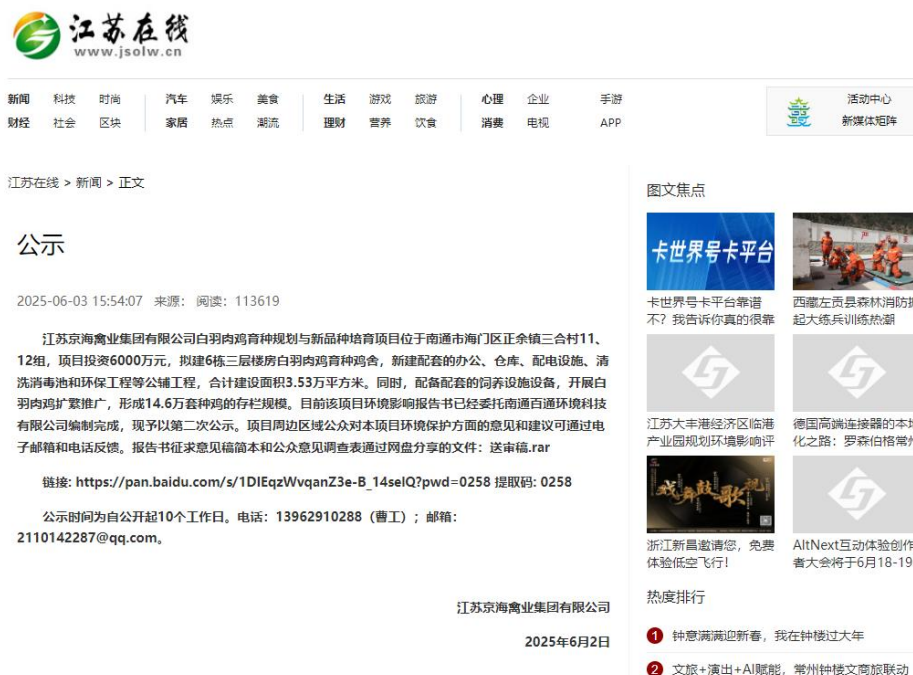 江苏在线
www.jsolw.cn
新闻 科技 时尚 汽车 娱乐 美食 生活 游戏 旅游 心理 企业 手游
财经 社会 区块 家居 热点 潮流 理财 营养 饮食 消费 电视 APP
活动中心
新媒体矩阵
江苏在线 > 新闻 > 正文
公示
2025-06-03 15:54:07 来源： 阅读：113619
江苏京海禽业集团有限公司白羽肉鸡育种规划与新品种培育项目位于南通市海门区正余镇三合村11、
12组，项目投资6000万元，拟建6栋三层楼房白羽肉鸡育种鸡舍，新建配套的办公、仓库、配电设施、清
洗消毒池和环保工程等公辅工程，合计建设面积3.53万平方米。同时，配备配套的饲养设施设备，开展白
羽肉鸡扩繁推广，形成14.6万套种鸡的存栏规模。目前该项目环境影响报告书已经委托南通百通环境科技
有限公司编制完成，现予以第二次公示。项目周边区域公众对本项目环境保护方面的意见和建议可通过电
子邮箱和电话反馈。报告书征求意见稿简本和公众意见调查表通过网盘分享的文件：送审稿.rar
链接: https://pan.baidu.com/s/1DIEqzWvqanZ3e-B_14selQ?pwd=0258 提取码: 0258
公示时间为自公开起10个工作日。电话：13962910288（曹工）；邮箱：
2110142287@qq.com。
江苏京海禽业集团有限公司
2025年6月2日
图文焦点
卡世界号卡平台
卡世界号卡平台靠谱
不？我告诉你真的很靠
西藏左贡县森林消防
起大练兵训练热潮
江苏大丰港经济区临港
产业园规划环境影响评
德国高端连接器的本
化之路：罗森伯格常
戏舞鼓歌祝
浙江新昌邀请您，免费
体验低空飞行！
AltNext互动体验创作
者大会将于6月18-19
热度排行
1 钟意满满迎新春，我在钟楼过大年
2 文旅+演出+AI赋能，常州钟楼文商旅联动